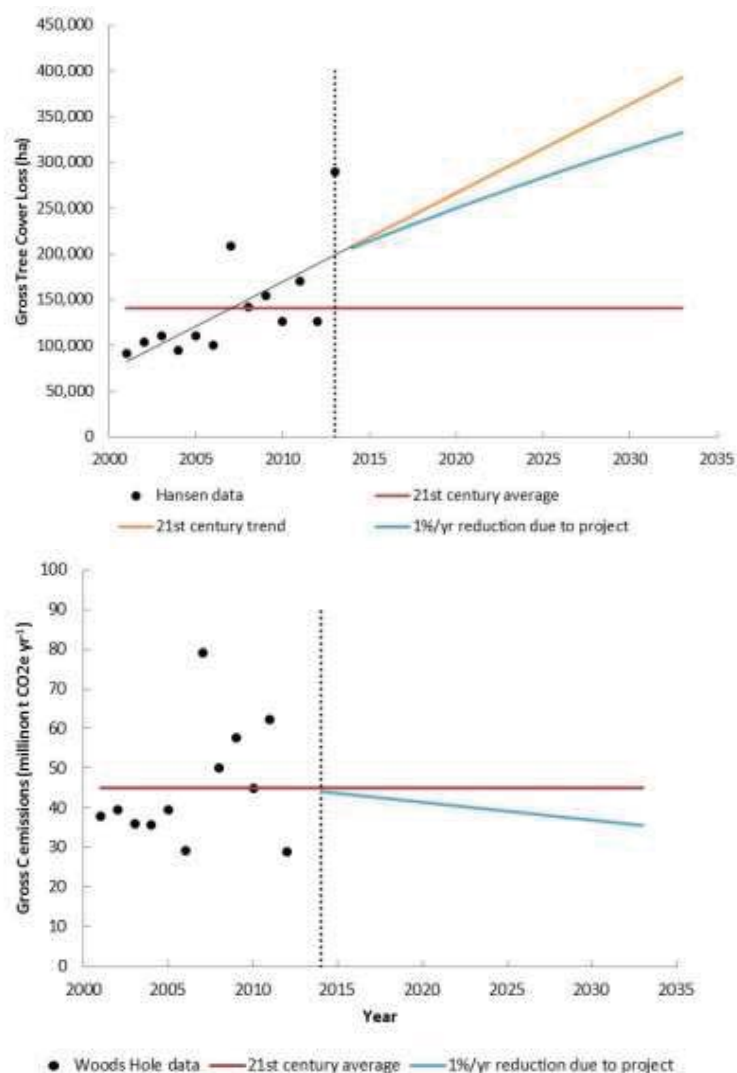 450,000
400,000
350,000
300,000
250,000
200,000
150,000
100,000
50,000
0
Gross Tree Cover Loss (ha)
2000 2005 2010 2015 2020 2025 2030 2035
Hansen data 21st century average
21st century trend 1%/yr reduction due to project
100
90
80
70
60
50
40
30
20
10
0
Gross C emissions (millinon t CO2e yr-1)
2000 2005 2010 2015 2020 2025 2030 2035
Year
Woods Hole data 21st century average 1%/yr reduction due to project